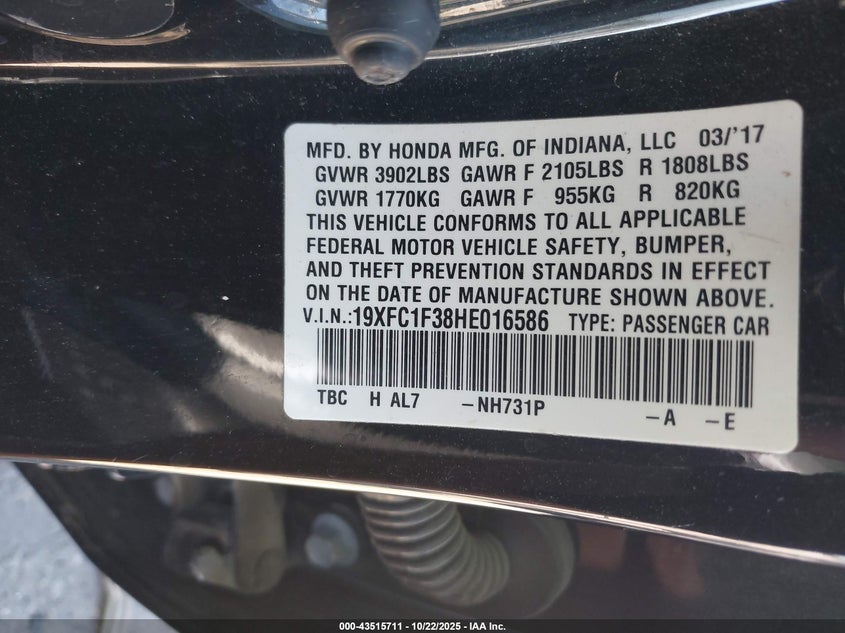 MFD. BY HONDA MFG. OF INDIANA, LLC 03/'17
GVWR 3902LBS GAWR F 2105LBS R 1808LBS
GVWR 1770KG GAWR F 955KG R 820KG
THIS VEHICLE CONFORMS TO ALL APPLICABLE
FEDERAL MOTOR VEHICLE SAFETY, BUMPER,
AND THEFT PREVENTION STANDARDS IN EFFECT
ON THE DATE OF MANUFACTURE SHOWN ABOVE.
V.I.N.:19XFC1F38HE016586 TYPE: PASSENGER CAR
TBC H AL7 -NH731P -A -E
000-43515711 | 10/22/2025 | IAA Inc.